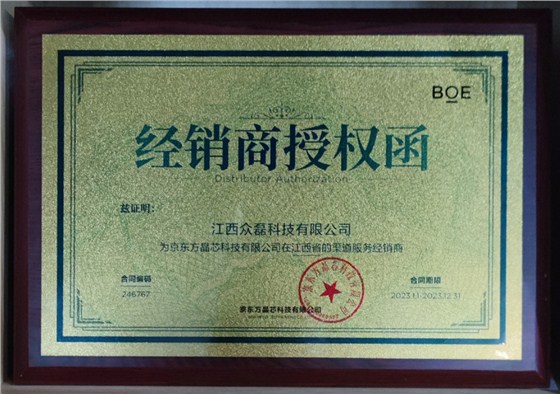 BOE
经销商授权函
Distributor Authorization
兹证明：
江西众磊科技有限公司
为京东方晶芯科技有限公司在江西省的渠道服务经销商
合同编码
246767
合同期限
2023.1.1-2023.12.31
京东方晶芯科技有限公司